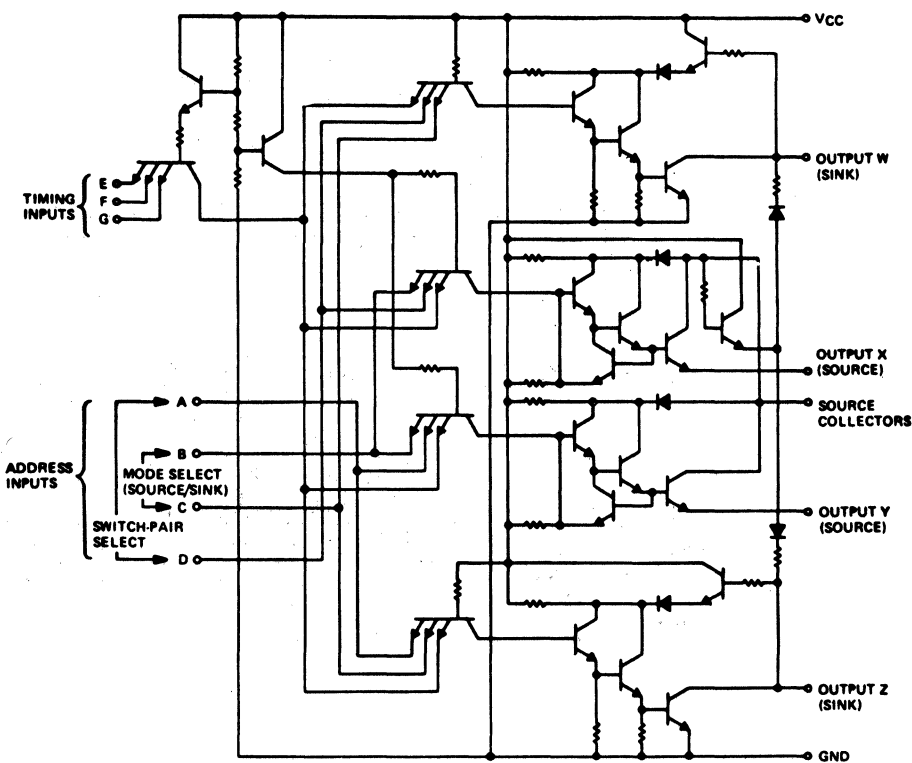 VCC
OUTPUT W
(SINK)
TIMING
INPUTS
E
F
G
OUTPUT X
(SOURCE)
SOURCE
COLLECTORS
ADDRESS
INPUTS
A
B
MODE SELECT
(SOURCE/SINK)
C
SWITCH-PAIR
SELECT
D
OUTPUT Y
(SOURCE)
OUTPUT Z
(SINK)
GND